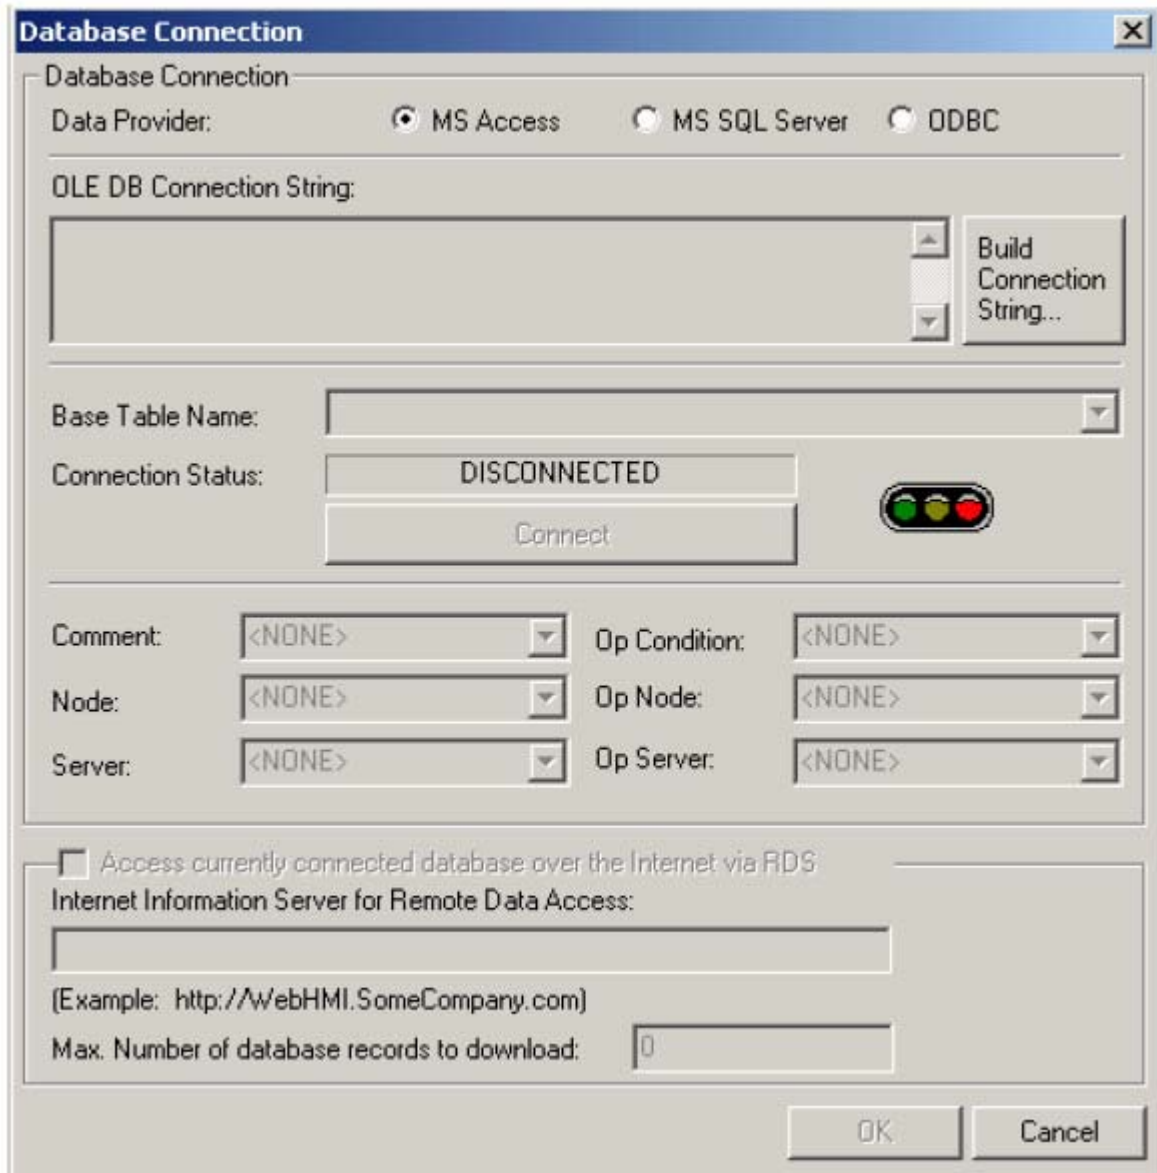 Database Connection
Database Connection
Data Provider: MS Access MS SQL Server ODBC
OLE DB Connection String:
Build
Connection
String...
Base Table Name:
Connection Status: DISCONNECTED
Connect
Comment: <NONE> Op Condition: <NONE>
Node: <NONE> Op Node: <NONE>
Server: <NONE> Op Server: <NONE>
Access currently connected database over the Internet via RDS
Internet Information Server for Remote Data Access:
(Example: http://WebHMI.SomeCompany.com)
Max. Number of database records to download: 0
OK Cancel